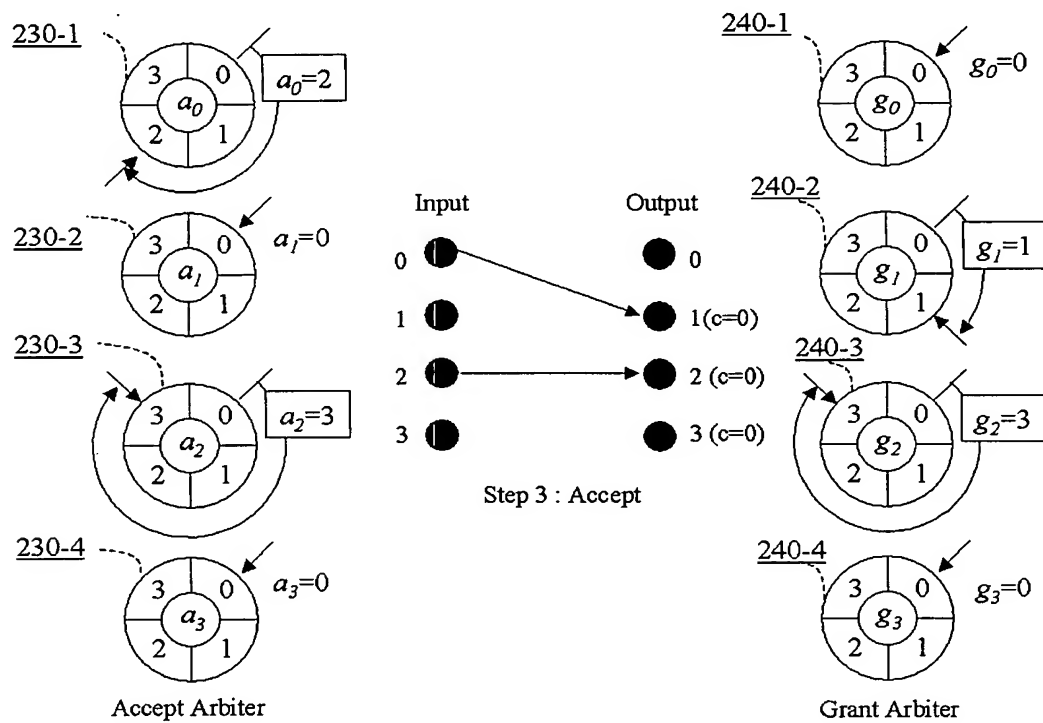 230-1
3 0
a0
2 1
a0=2
230-2
3 0
a1
2 1
a1=0
230-3
3 0
a2
2 1
a2=3
230-4
3 0
a3
2 1
a3=0
Accept Arbiter
Input Output
0 0
1 1(c=0)
2 2 (c=0)
3 3 (c=0)
Step 3 : Accept
240-1
3 0
g0
2 1
g0=0
240-2
3 0
g1
2 1
g1=1
240-3
3 0
g2
2 1
g2=3
240-4
3 0
g3
2 1
g3=0
Grant Arbiter